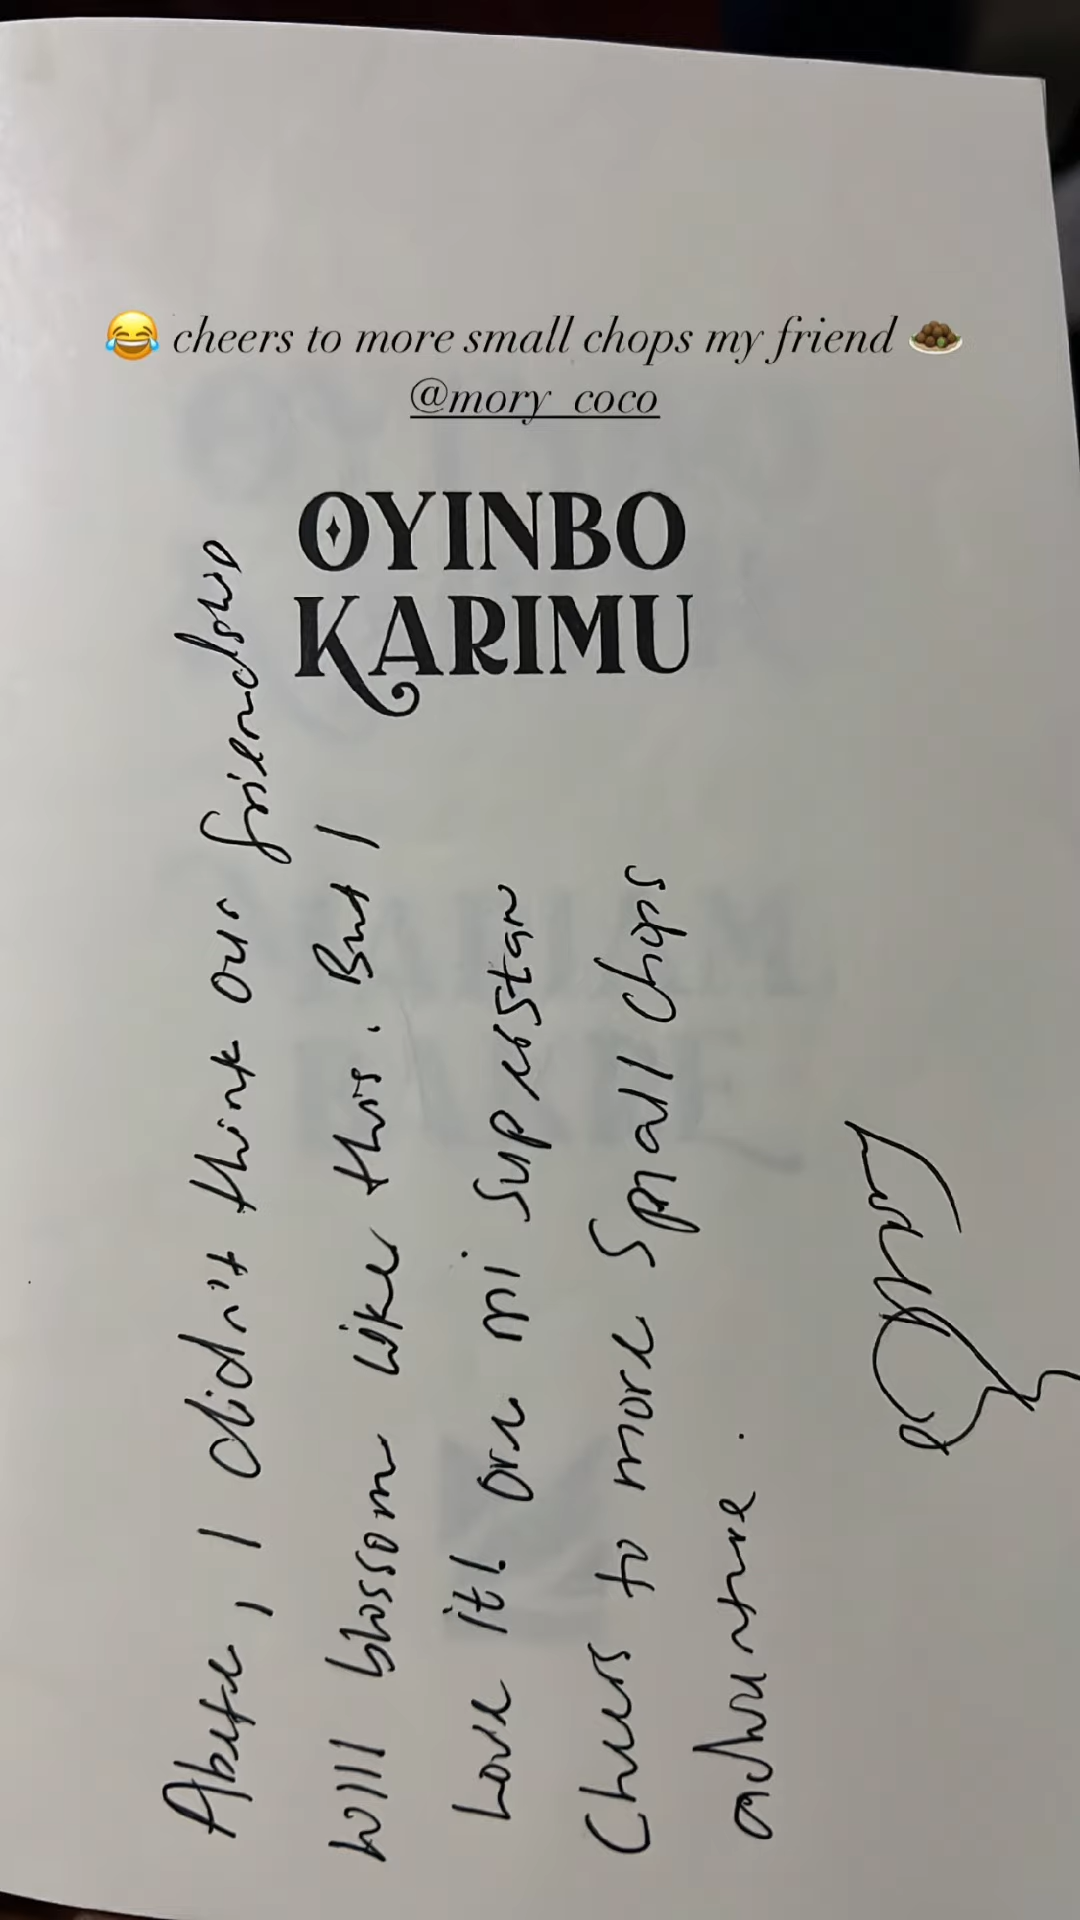 😂 cheers to more small chops my friend 🧆
@mory_coco
OYINBO
KARIMU
I didn't think our friendship
will blossom like this. But I
Love it! ore mi superstar
Cheers to more small chops
adventure.